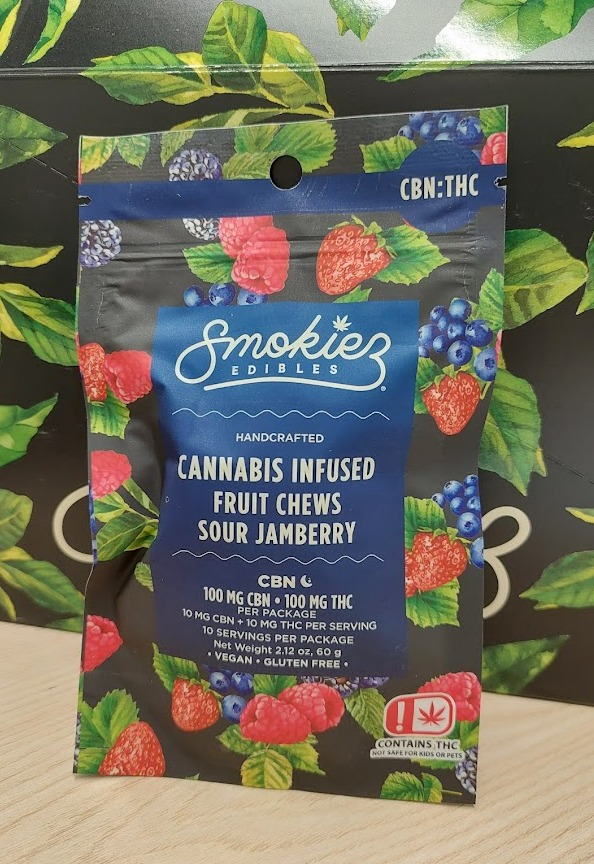 CBN:THC
Smokiez
EDIBLES
HANDCRAFTED
CANNABIS INFUSED
FRUIT CHEWS
SOUR JAMBERRY
CBN
100 MG CBN • 100 MG THC
PER PACKAGE
10 MG CBN + 10 MG THC PER SERVING
10 SERVINGS PER PACKAGE
Net Weight 2.12 oz, 60 g
• VEGAN • GLUTEN FREE •
!
CONTAINS THC
NOT SAFE FOR KIDS OR PETS